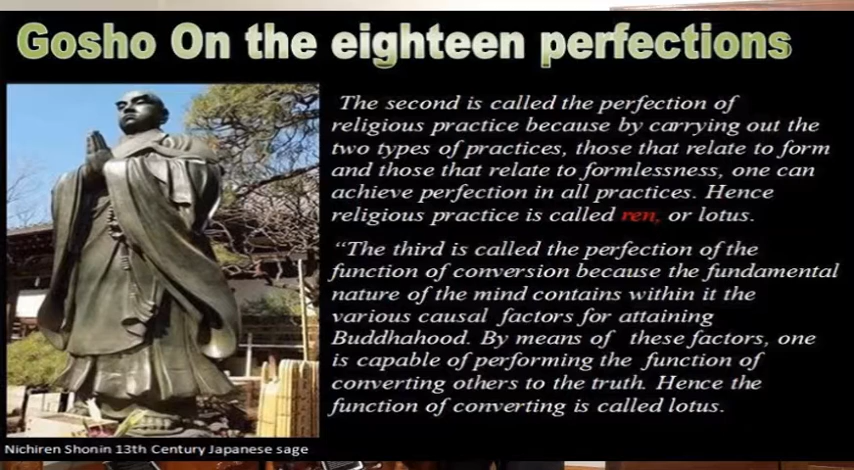 Gosho On the eighteen perfections
The second is called the perfection of
religious practice because by carrying out the
two types of practices, those that relate to form
and those that relate to formlessness, one can
achieve perfection in all practices. Hence
religious practice is called ren, or lotus.
“The third is called the perfection of the
function of conversion because the fundamental
nature of the mind contains within it the
various causal factors for attaining
Buddhahood. By means of these factors, one
is capable of performing the function of
converting others to the truth. Hence the
function of converting is called lotus.
Nichiren Shonin 13th Century Japanese sage